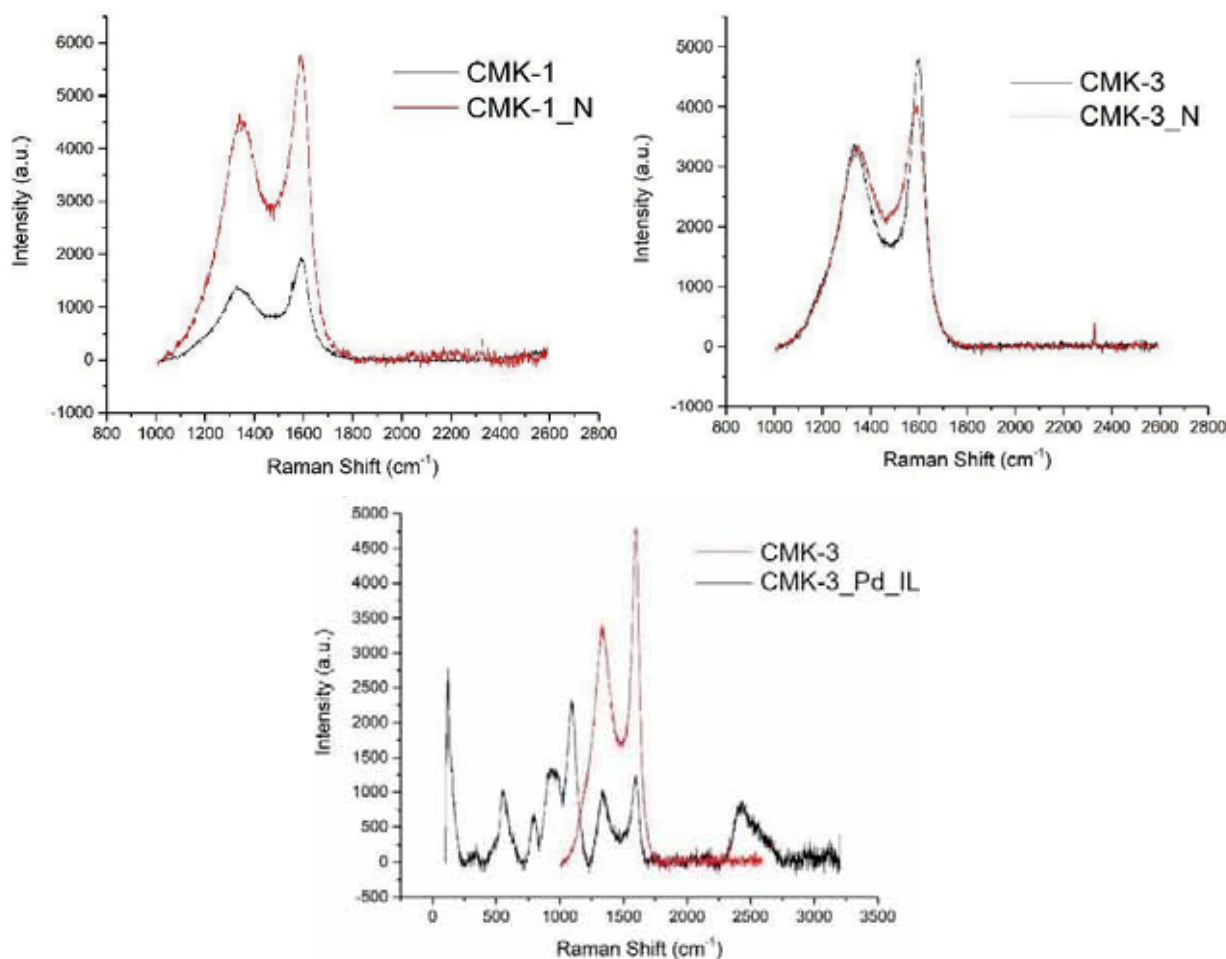 6000
5000
4000
3000
2000
1000
0
-1000
Intensity (a.u.)
CMK-1
CMK-1_N
800 1000 1200 1400 1600 1800 2000 2200 2400 2600 2800
Raman Shift (cm⁻¹)
5000
4000
3000
2000
1000
0
-1000
Intensity (a.u.)
CMK-3
CMK-3_N
800 1000 1200 1400 1600 1800 2000 2200 2400 2600 2800
Raman Shift (cm⁻¹)
5000
4500
4000
3500
3000
2500
2000
1500
1000
500
0
-500
Intensity (a.u.)
CMK-3
CMK-3_Pd_IL
0 500 1000 1500 2000 2500 3000 3500
Raman Shift (cm⁻¹)